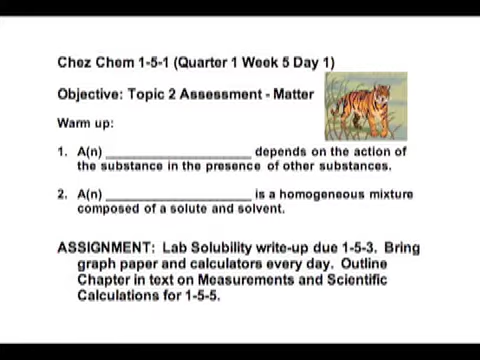 Chez Chem 1-5-1 (Quarter 1 Week 5 Day 1)
Objective: Topic 2 Assessment - Matter
Warm up:
1. A(n) ______________________ depends on the action of
the substance in the presence of other substances.
2. A(n) ______________________ is a homogeneous mixture
composed of a solute and solvent.
ASSIGNMENT: Lab Solubility write-up due 1-5-3. Bring
graph paper and calculators every day. Outline
Chapter in text on Measurements and Scientific
Calculations for 1-5-5.